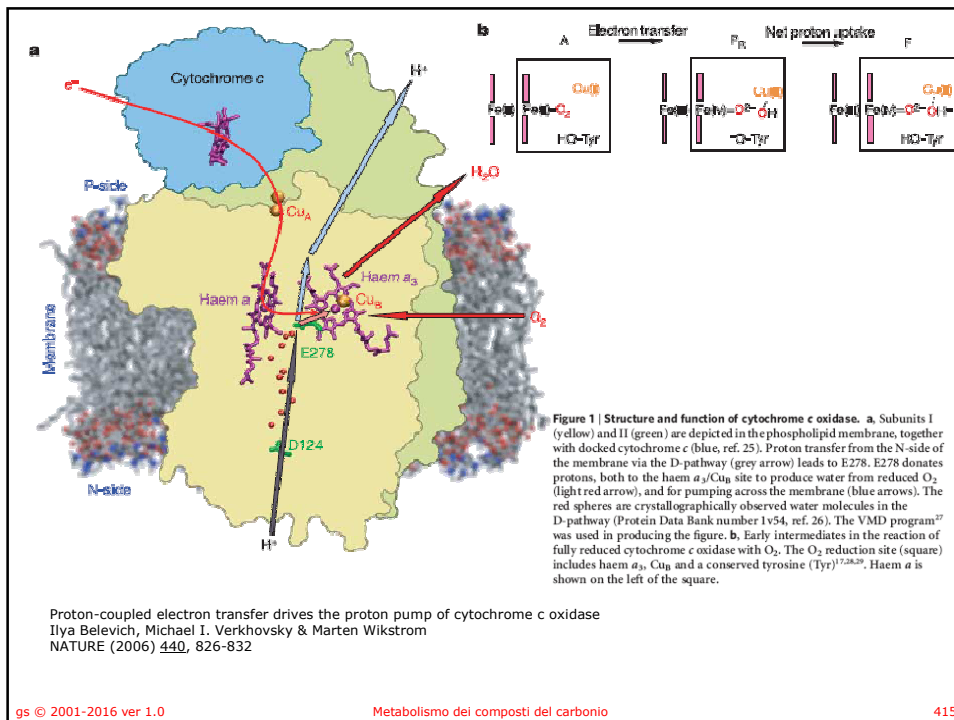 a
Cytochrome c
e⁻
H⁺
P-side
CuA
H₂O
Haem a
Haem a₃
CuB
O₂
Membrane
E278
D124
N-side
H⁺
b
A
Electron transfer
PR
Net proton uptake
F
HO–Tyr
⁻O–Tyr
HO–Tyr
Figure 1 | Structure and function of cytochrome c oxidase. a, Subunits I
(yellow) and II (green) are depicted in the phospholipid membrane, together
with docked cytochrome c (blue, ref. 25). Proton transfer from the N-side of
the membrane via the D-pathway (grey arrow) leads to E278. E278 donates
protons, both to the haem a₃/CuB site to produce water from reduced O₂
(light red arrow), and for pumping across the membrane (blue arrows). The
red spheres are crystallographically observed water molecules in the
D-pathway (Protein Data Bank number 1v54, ref. 26). The VMD program²⁷
was used in producing the figure. b, Early intermediates in the reaction of
fully reduced cytochrome c oxidase with O₂. The O₂ reduction site (square)
includes haem a₃, CuB and a conserved tyrosine (Tyr)¹⁷,²⁸,²⁹. Haem a is
shown on the left of the square.
Proton-coupled electron transfer drives the proton pump of cytochrome c oxidase
Ilya Belevich, Michael I. Verkhovsky & Marten Wikstrom
NATURE (2006) 440, 826-832
gs © 2001-2016 ver 1.0
Metabolismo dei composti del carbonio
415